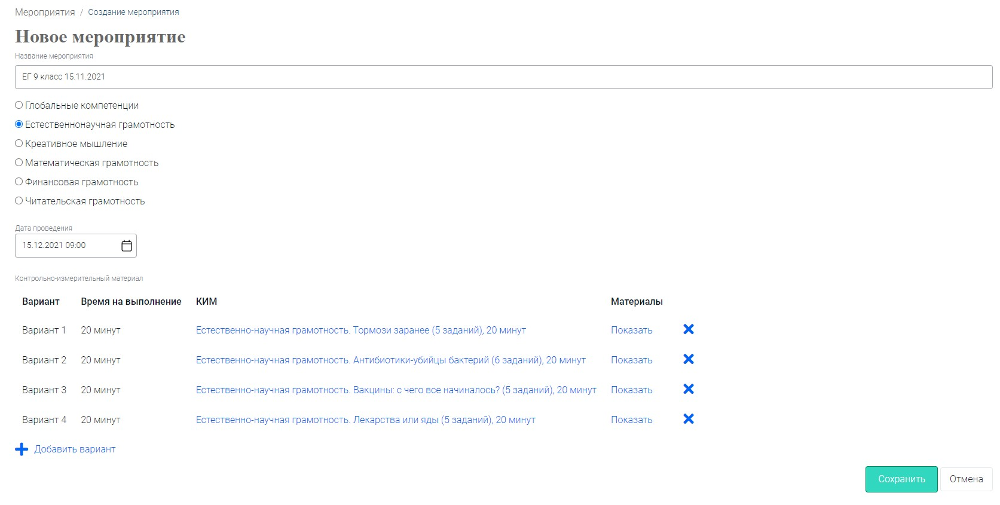 Мероприятия / Создание мероприятия
Новое мероприятие
Название мероприятия
ЕГ 9 класс 15.11.2021
Глобальные компетенции
Естественнонаучная грамотность
Креативное мышление
Математическая грамотность
Финансовая грамотность
Читательская грамотность
Дата проведения
15.12.2021 09:00
Контрольно-измерительный материал
Вариант Время на выполнение КИМ Материалы
Вариант 1 20 минут Естественно-научная грамотность. Тормози заранее (5 заданий), 20 минут Показать
Вариант 2 20 минут Естественно-научная грамотность. Антибиотики-убийцы бактерий (6 заданий), 20 минут Показать
Вариант 3 20 минут Естественно-научная грамотность. Вакцины: с чего все начиналось? (5 заданий), 20 минут Показать
Вариант 4 20 минут Естественно-научная грамотность. Лекарства или яды (5 заданий), 20 минут Показать
Добавить вариант
Сохранить Отмена